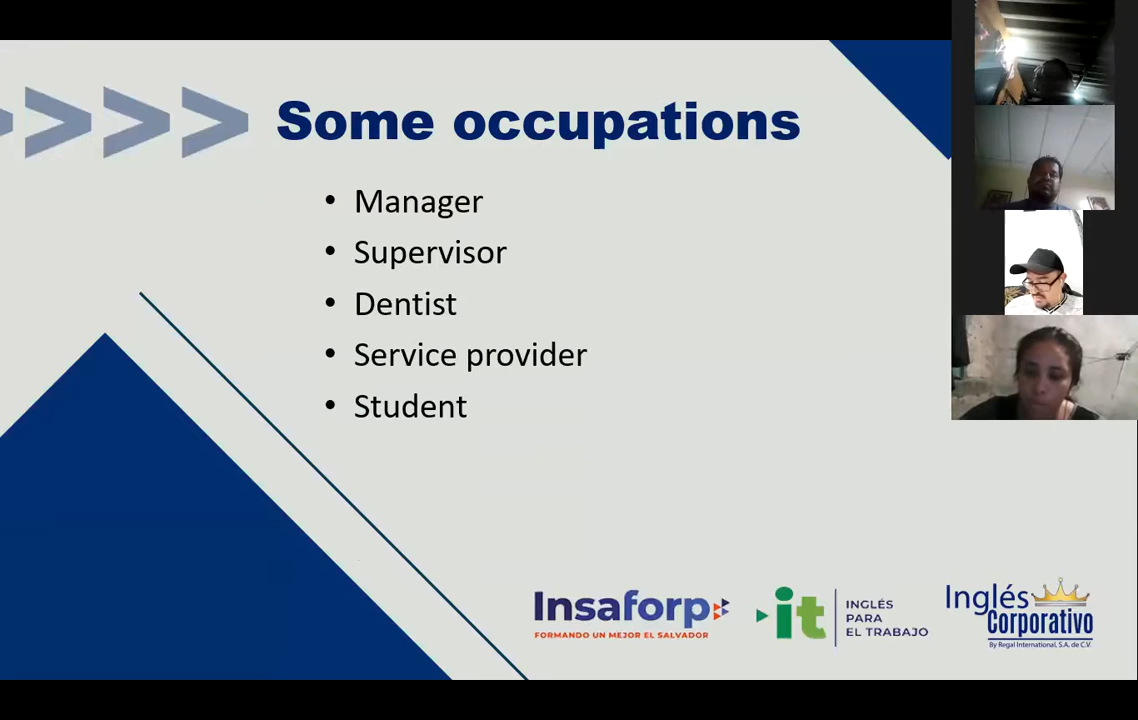 Some occupations
• Manager
• Supervisor
• Dentist
• Service provider
• Student
Insaforp
FORMANDO UN MEJOR EL SALVADOR
it
INGLÉS
PARA
EL TRABAJO
Inglés
Corporativo
By Regal International, S.A. de C.V.